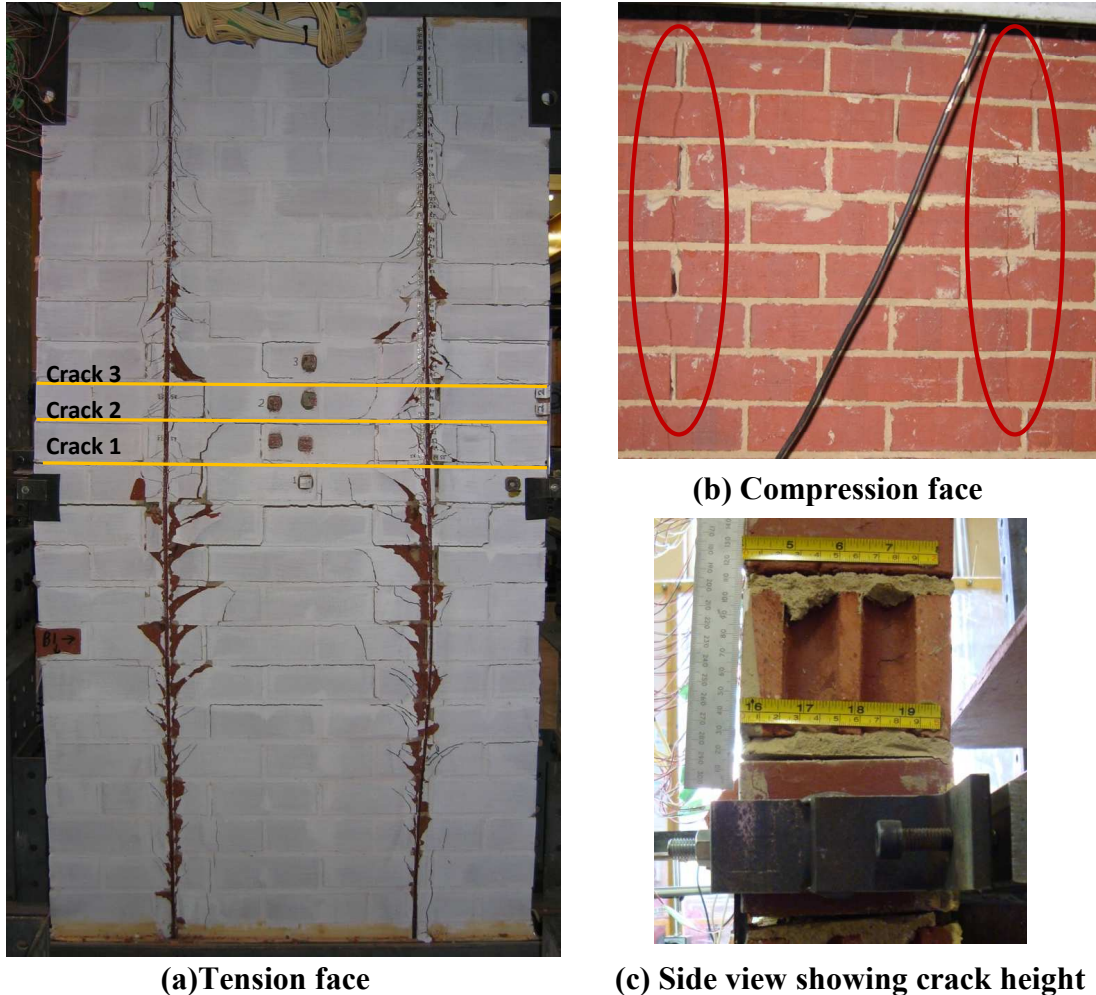 Crack 3
Crack 2
Crack 1
3
2
B1 →
(a)Tension face
(b) Compression face
5 6 7
16 17 18 19
(c) Side view showing crack height